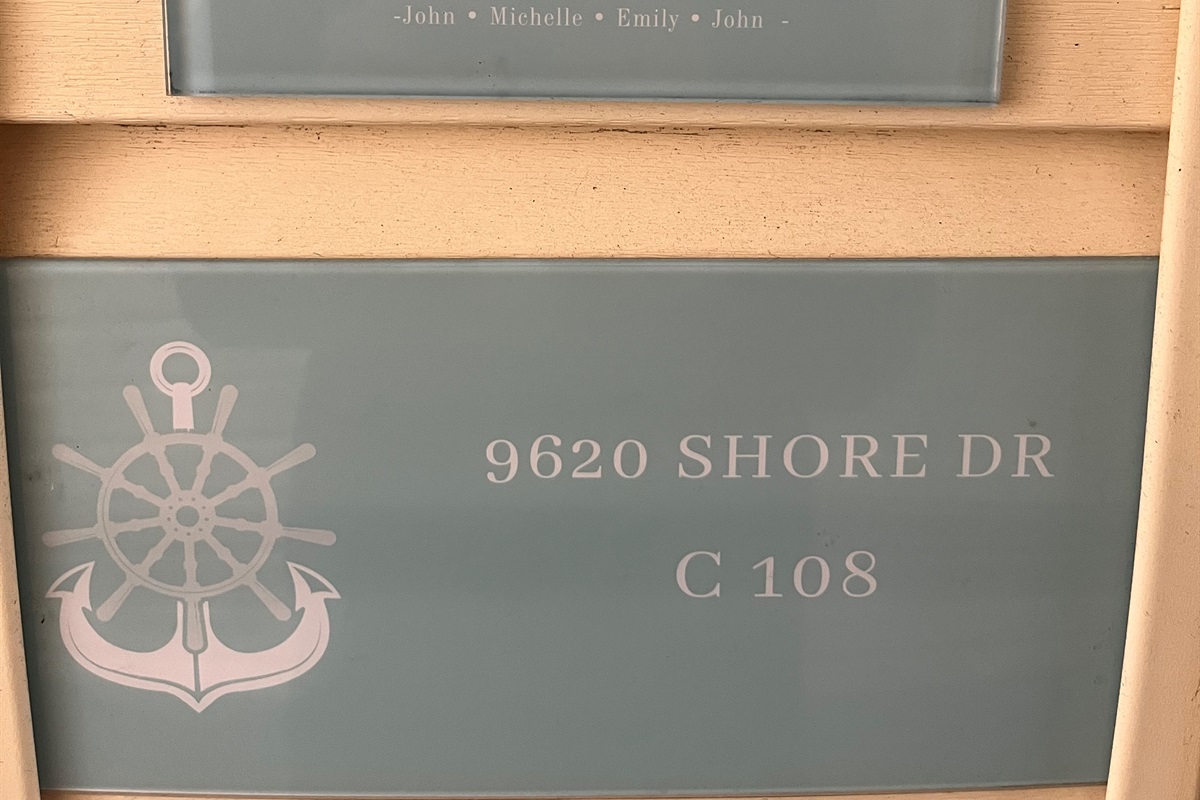 -John • Michelle • Emily • John -
9620 SHORE DR
C 108